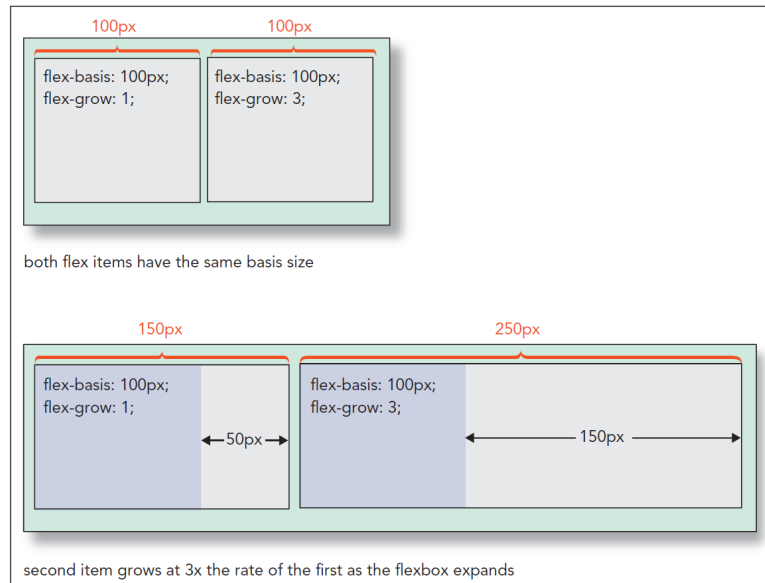 100px 100px
flex-basis: 100px; flex-basis: 100px;
flex-grow: 1; flex-grow: 3;
both flex items have the same basis size
150px 250px
flex-basis: 100px; flex-basis: 100px;
flex-grow: 1; flex-grow: 3;
50px 150px
second item grows at 3x the rate of the first as the flexbox expands